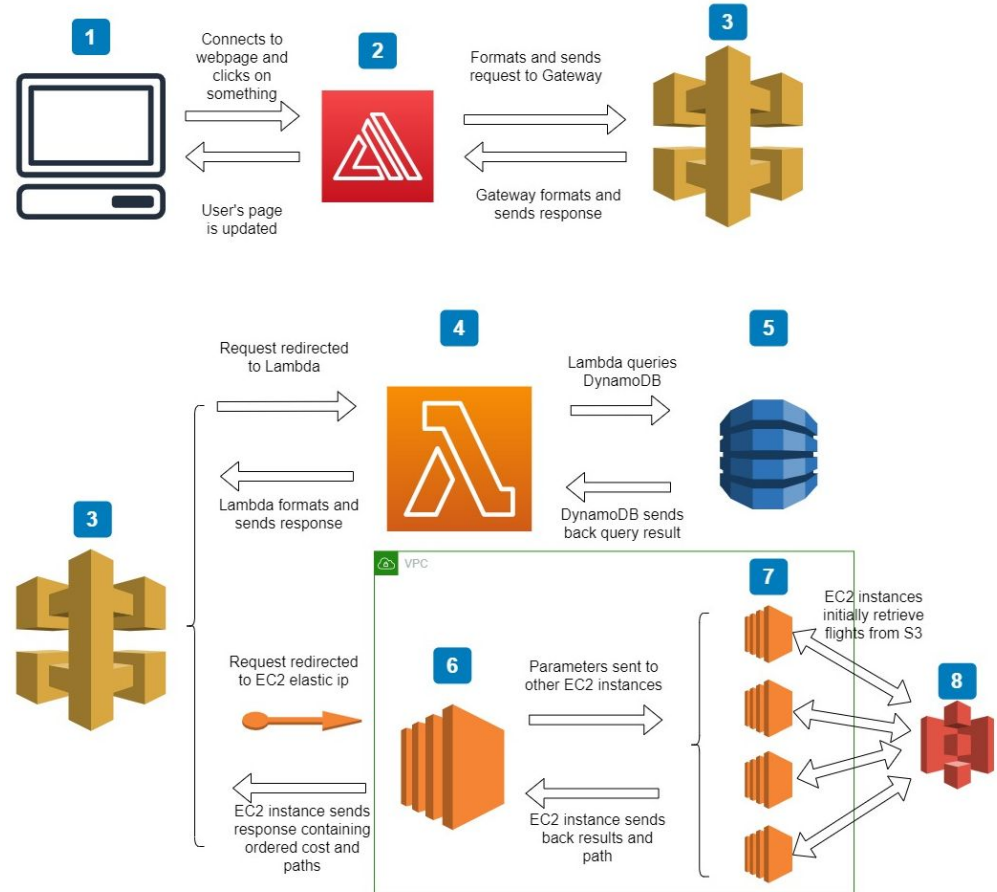 1
Connects to
webpage and
clicks on
something
2
Formats and sends
request to Gateway
3
User's page
is updated
Gateway formats and
sends response
4
5
Request redirected
to Lambda
Lambda queries
DynamoDB
3
Lambda formats and
sends response
DynamoDB sends
back query result
VPC
7
EC2 instances
initially retrieve
flights from S3
Request redirected
to EC2 elastic ip
6
Parameters sent to
other EC2 instances
8
EC2 instance sends
response containing
ordered cost and
paths
EC2 instance sends
back results and
path